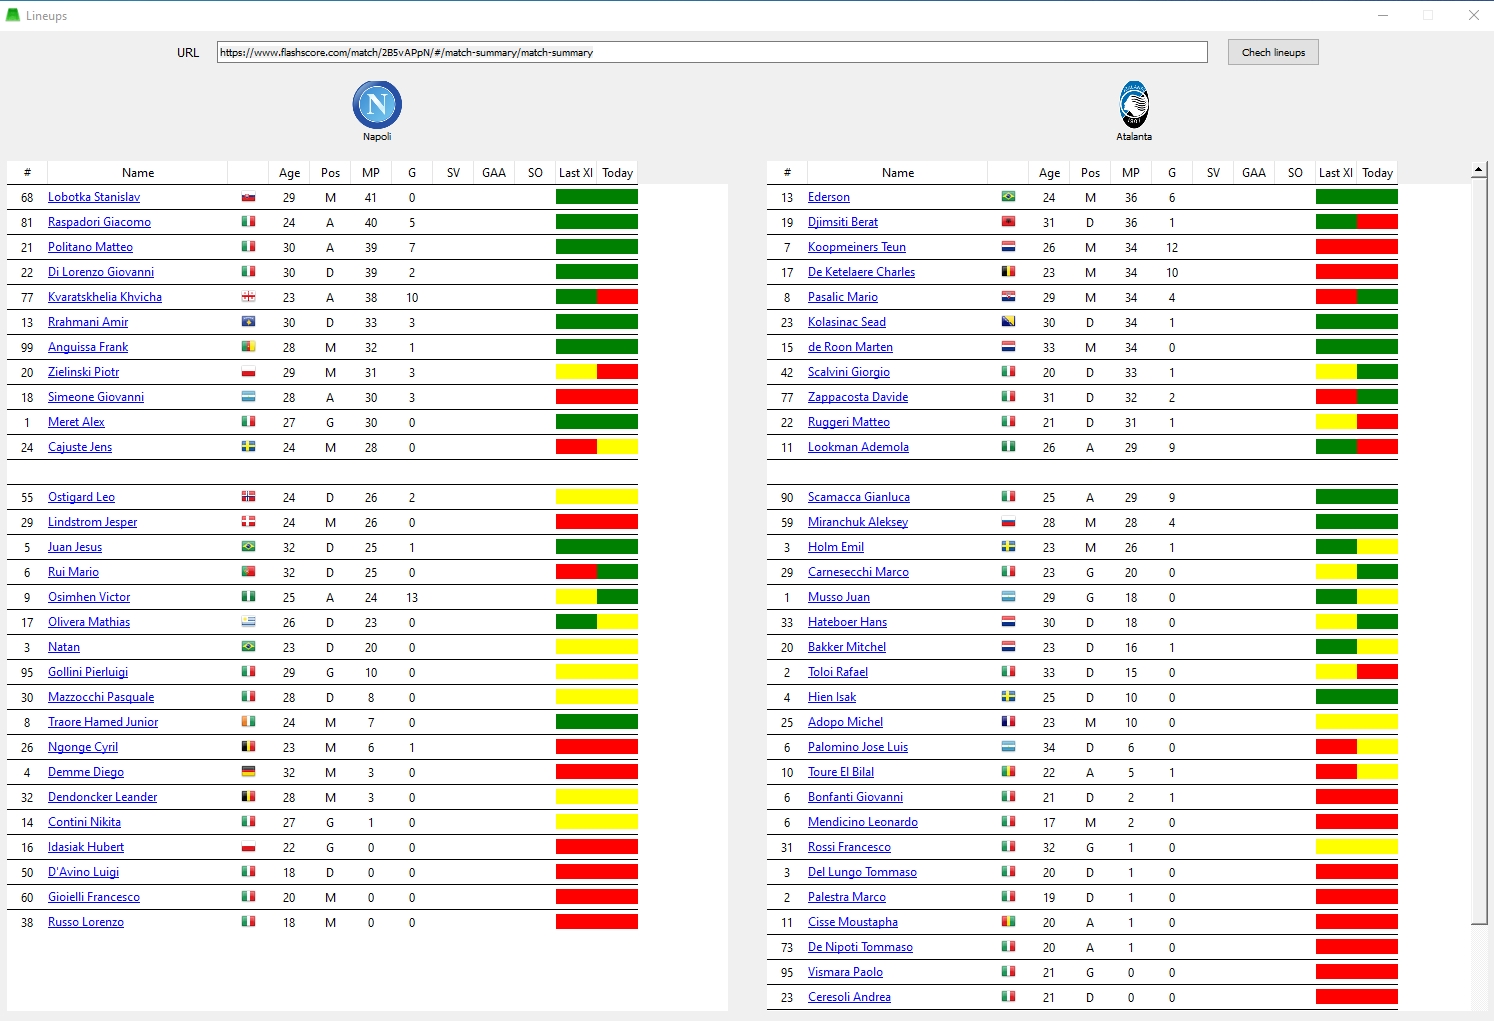 Lineups
URL https://www.flashscore.com/match/2B5vAPpN/#/match-summary/match-summary Chech lineups
N
Napoli
Atalanta
# Name Age Pos MP G SV GAA SO Last XI Today
68 Lobotka Stanislav 29 M 41 0
81 Raspadori Giacomo 24 A 40 5
21 Politano Matteo 30 A 39 7
22 Di Lorenzo Giovanni 30 D 39 2
77 Kvaratskhelia Khvicha 23 A 38 10
13 Rrahmani Amir 30 D 33 3
99 Anguissa Frank 28 M 32 1
20 Zielinski Piotr 29 M 31 3
18 Simeone Giovanni 28 A 30 3
1 Meret Alex 27 G 30 0
24 Cajuste Jens 24 M 28 0
55 Ostigard Leo 24 D 26 2
29 Lindstrom Jesper 24 M 26 0
5 Juan Jesus 32 D 25 1
6 Rui Mario 32 D 25 0
9 Osimhen Victor 25 A 24 13
17 Olivera Mathias 26 D 23 0
3 Natan 23 D 20 0
95 Gollini Pierluigi 29 G 10 0
30 Mazzocchi Pasquale 28 D 8 0
8 Traore Hamed Junior 24 M 7 0
26 Ngonge Cyril 23 M 6 1
4 Demme Diego 32 M 3 0
32 Dendoncker Leander 28 M 3 0
14 Contini Nikita 27 G 1 0
16 Idasiak Hubert 22 G 0 0
50 D'Avino Luigi 18 D 0 0
60 Gioielli Francesco 20 M 0 0
38 Russo Lorenzo 18 M 0 0
# Name Age Pos MP G SV GAA SO Last XI Today
13 Ederson 24 M 36 6
19 Djimsiti Berat 31 D 36 1
7 Koopmeiners Teun 26 M 34 12
17 De Ketelaere Charles 23 M 34 10
8 Pasalic Mario 29 M 34 4
23 Kolasinac Sead 30 D 34 1
15 de Roon Marten 33 M 34 0
42 Scalvini Giorgio 20 D 33 1
77 Zappacosta Davide 31 D 32 2
22 Ruggeri Matteo 21 D 31 1
11 Lookman Ademola 26 A 29 9
90 Scamacca Gianluca 25 A 29 9
59 Miranchuk Aleksey 28 M 28 4
3 Holm Emil 23 M 26 1
29 Carnesecchi Marco 23 G 20 0
1 Musso Juan 29 G 18 0
33 Hateboer Hans 30 D 18 0
20 Bakker Mitchel 23 D 16 1
2 Toloi Rafael 33 D 15 0
4 Hien Isak 25 D 10 0
25 Adopo Michel 23 M 10 0
6 Palomino Jose Luis 34 D 6 0
10 Toure El Bilal 22 A 5 1
6 Bonfanti Giovanni 21 D 2 1
6 Mendicino Leonardo 17 M 2 0
31 Rossi Francesco 32 G 1 0
3 Del Lungo Tommaso 20 D 1 0
2 Palestra Marco 19 D 1 0
11 Cisse Moustapha 20 A 1 0
73 De Nipoti Tommaso 20 A 1 0
95 Vismara Paolo 21 G 0 0
23 Ceresoli Andrea 21 D 0 0